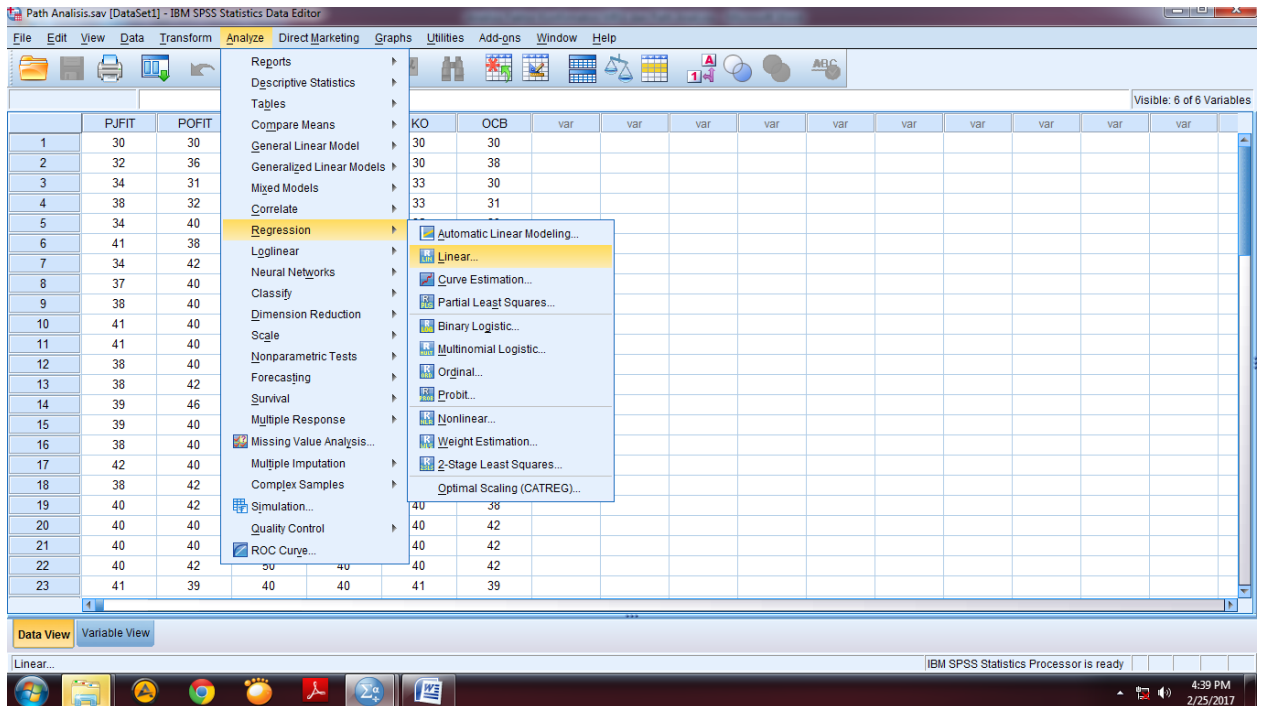 Path Analisis.sav [DataSet1] - IBM SPSS Statistics Data Editor
File Edit View Data Transform Analyze Direct Marketing Graphs Utilities Add-ons Window Help
Visible: 6 of 6 Variables
Reports
Descriptive Statistics
Tables
Compare Means
General Linear Model
Generalized Linear Models
Mixed Models
Correlate
Regression
Loglinear
Neural Networks
Classify
Dimension Reduction
Scale
Nonparametric Tests
Forecasting
Survival
Multiple Response
Missing Value Analysis...
Multiple Imputation
Complex Samples
Simulation...
Quality Control
ROC Curve...
Automatic Linear Modeling...
Linear...
Curve Estimation...
Partial Least Squares...
Binary Logistic...
Multinomial Logistic...
Ordinal...
Probit...
Nonlinear...
Weight Estimation...
2-Stage Least Squares...
Optimal Scaling (CATREG)...
PJFIT POFIT KO OCB var var var var var var var var var var
1 30 30 30 30
2 32 36 30 38
3 34 31 33 30
4 38 32 33 31
5 34 40
6 41 38
7 34 42
8 37 40
9 38 40
10 41 40
11 41 40
12 38 40
13 38 42
14 39 46
15 39 40
16 38 40
17 42 40
18 38 42
19 40 42 40 38
20 40 40 40 42
21 40 40 40 42
22 40 42 50 40 40 42
23 41 39 40 40 41 39
Data View Variable View
Linear...
IBM SPSS Statistics Processor is ready
4:39 PM
2/25/2017